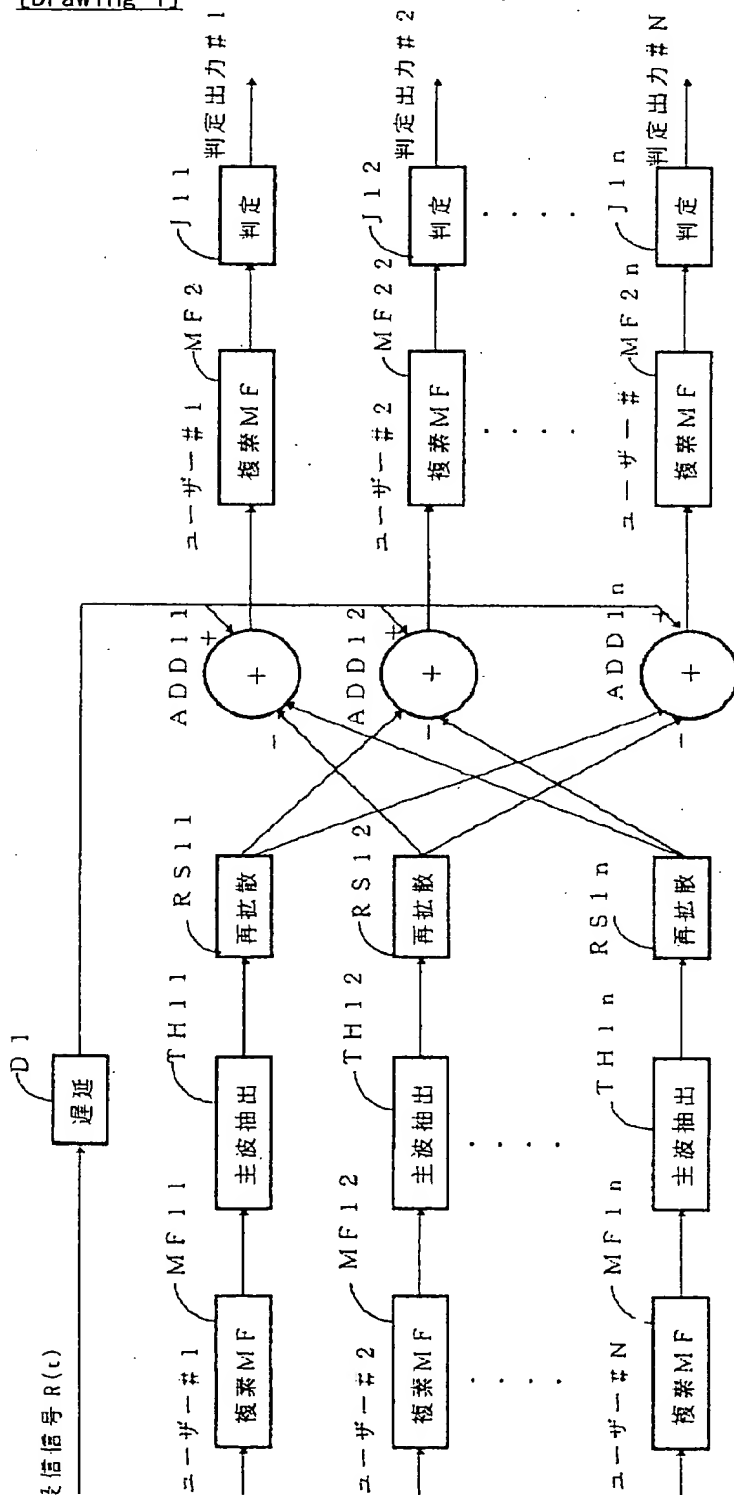 [Drawing 1]
受信信号R(t)
D1
遅延
ユーザー#1
MF11
複素MF
TH11
主波抽出
RS11
再拡散
ADD11
+
-
+
ユーザー#1
MF2
複素MF
J11
判定
判定出力#1
ユーザー#2
MF12
複素MF
TH12
主波抽出
RS12
再拡散
ADD12
+
-
+
ユーザー#2
MF22
複素MF
J12
判定
判定出力#2
. . . .
. . . .
. . . .
. . . .
ユーザー#N
MF1n
複素MF
TH1n
主波抽出
RS1n
再拡散
ADD1n
+
-
+
ユーザー#
MF2n
複素MF
J1n
判定
判定出力#N